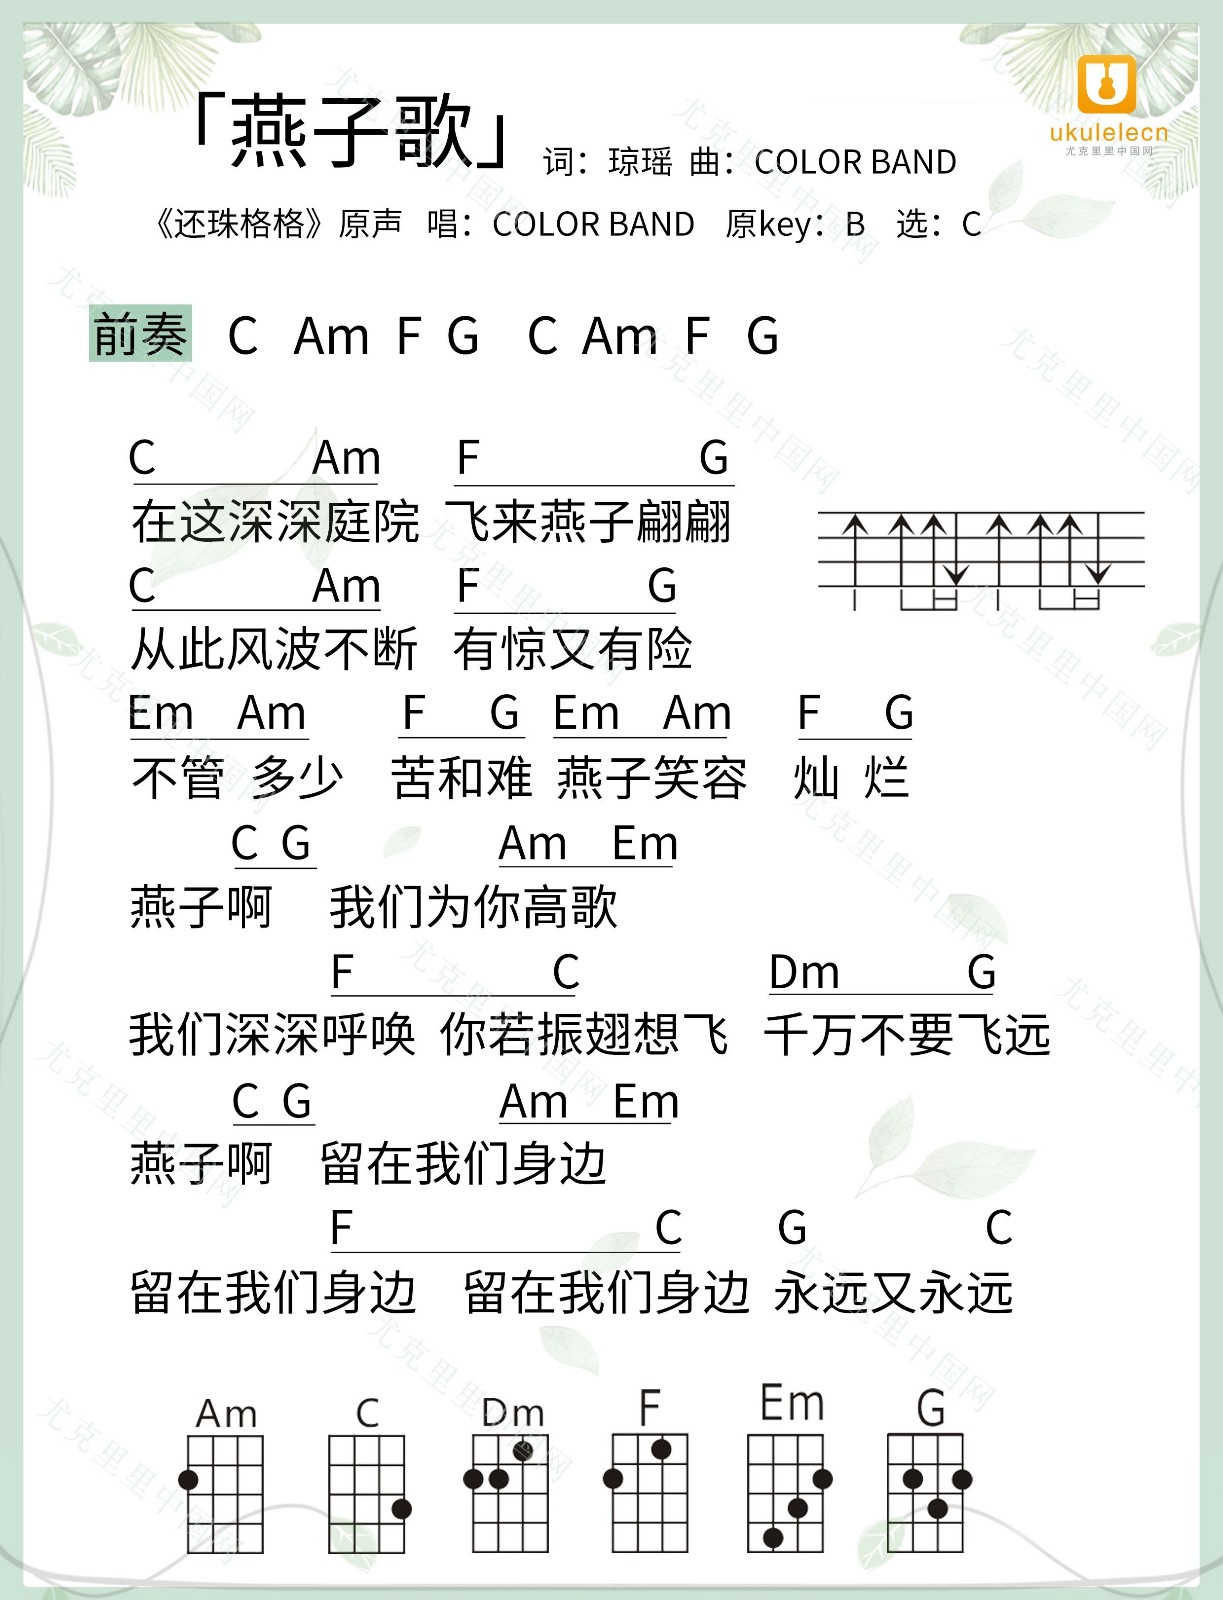 「燕子歌」 词：琼瑶 曲：COLOR BAND
ukulelecn
尤克里里中国网
《还珠格格》原声 唱：COLOR BAND 原key：B 选：C
前奏 C Am F G C Am F G
C Am F G
在这深深庭院 飞来燕子翩翩
C Am F G
从此风波不断 有惊又有险
Em Am F G Em Am F G
不管 多少 苦和难 燕子笑容 灿 烂
C G Am Em
燕子啊 我们为你高歌
F C Dm G
我们深深呼唤 你若振翅想飞 千万不要飞远
C G Am Em
燕子啊 留在我们身边
F C G C
留在我们身边 留在我们身边 永远又永远
Am C Dm F Em G